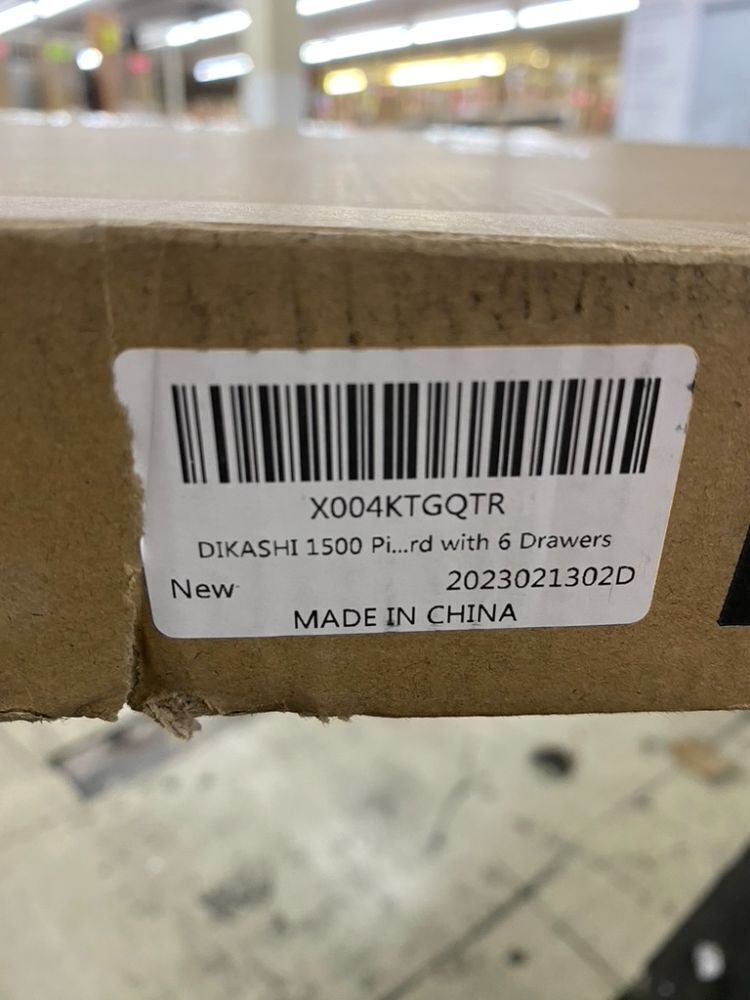 X004KTGQTR
DIKASHI 1500 Pi...rd with 6 Drawers
New 2023021302D
MADE IN CHINA